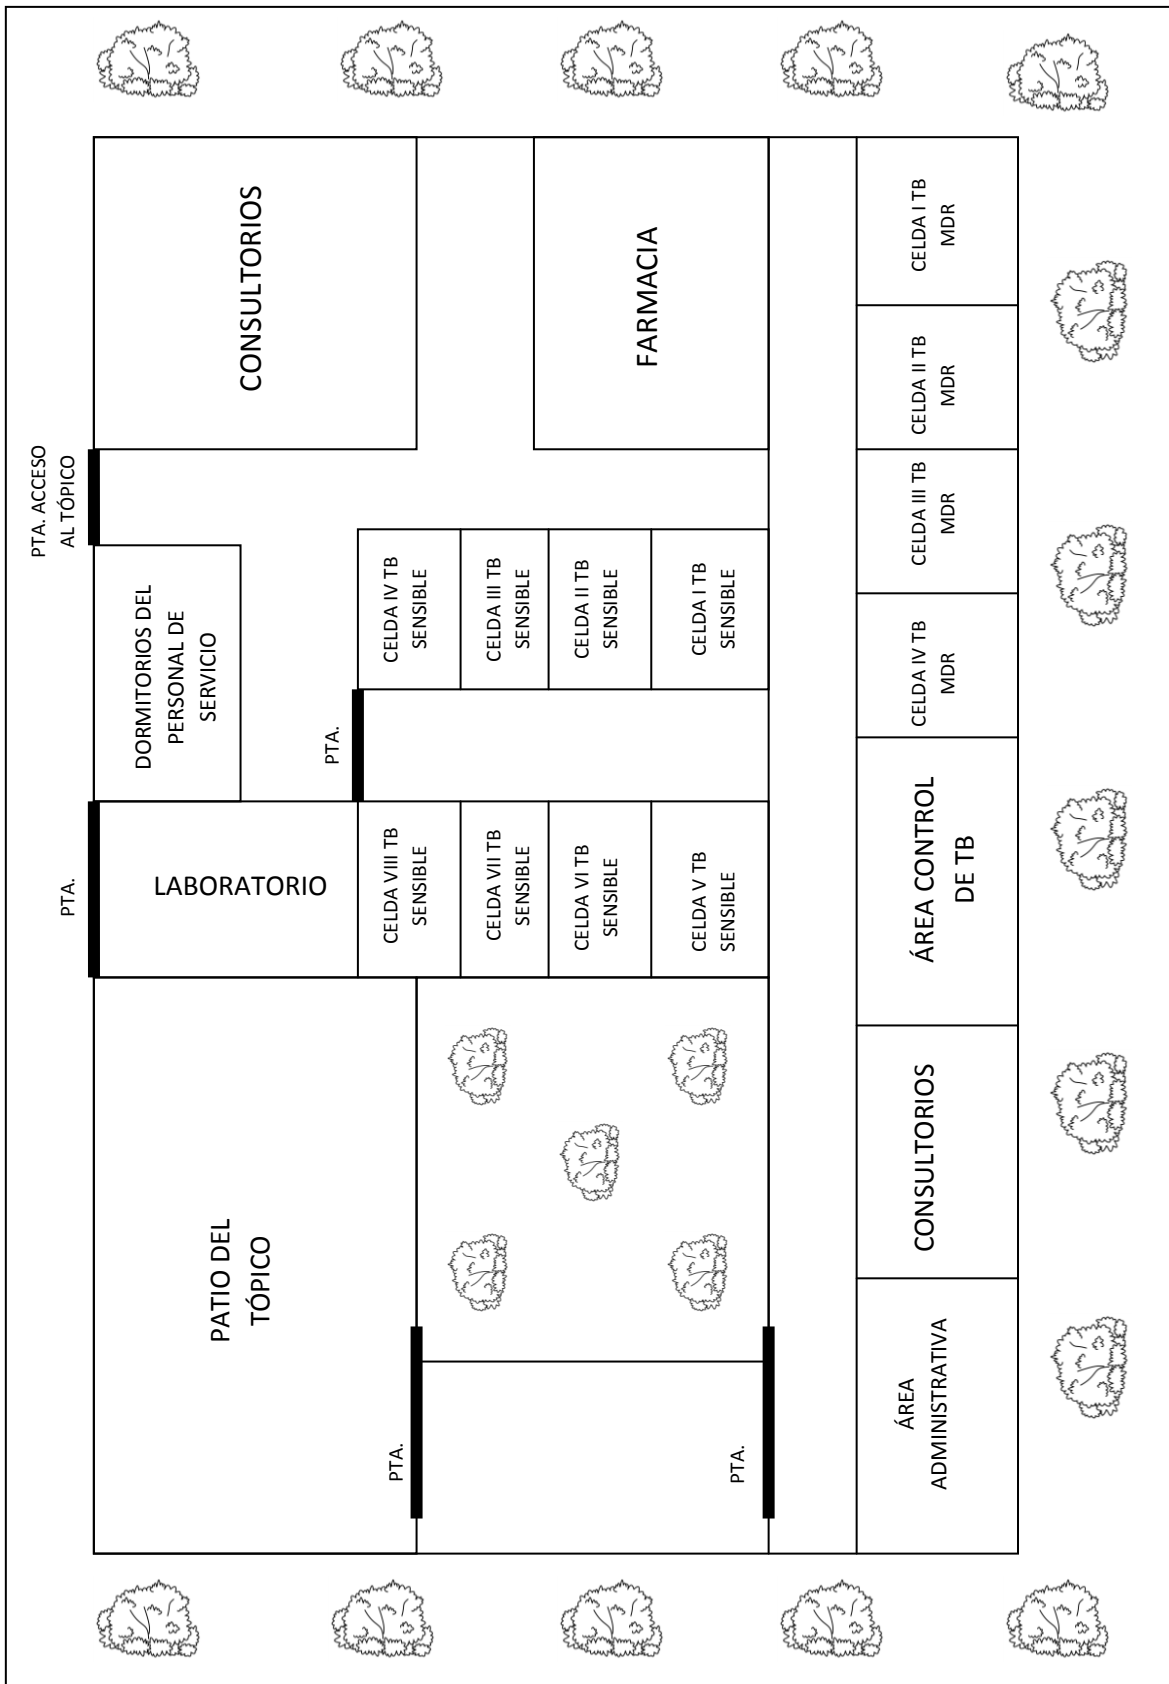 PTA.
PTA. ACCESO
AL TÓPICO
PATIO DEL
TÓPICO
LABORATORIO
DORMITORIOS DEL
PERSONAL DE
SERVICIO
CONSULTORIOS
PTA.
PTA.
CELDA VIII TB
SENSIBLE
CELDA IV TB
SENSIBLE
CELDA VII TB
SENSIBLE
CELDA III TB
SENSIBLE
CELDA VI TB
SENSIBLE
CELDA II TB
SENSIBLE
CELDA V TB
SENSIBLE
CELDA I TB
SENSIBLE
FARMACIA
PTA.
ÁREA
ADMINISTRATIVA
CONSULTORIOS
ÁREA CONTROL
DE TB
CELDA IV TB
MDR
CELDA III TB
MDR
CELDA II TB
MDR
CELDA I TB
MDR